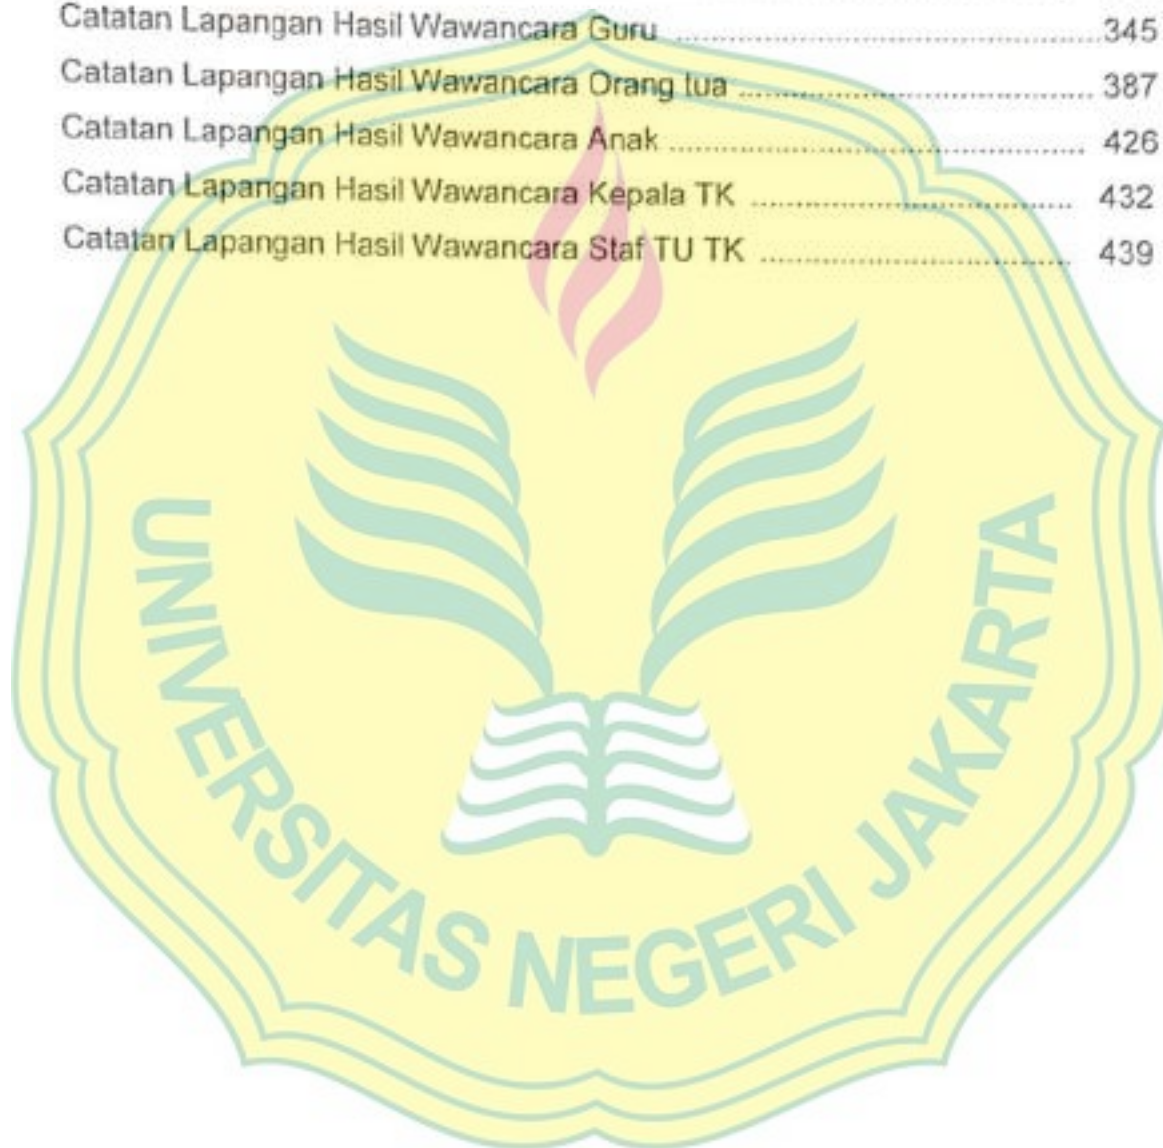 Catatan Lapangan Hasil Wawancara Guru ........................................................ 345
Catatan Lapangan Hasil Wawancara Orang tua ................................................ 387
Catatan Lapangan Hasil Wawancara Anak ........................................................ 426
Catatan Lapangan Hasil Wawancara Kepala TK .............................................. 432
Catatan Lapangan Hasil Wawancara Staf TU TK ............................................ 439
UNIVERSITAS NEGERI JAKARTA